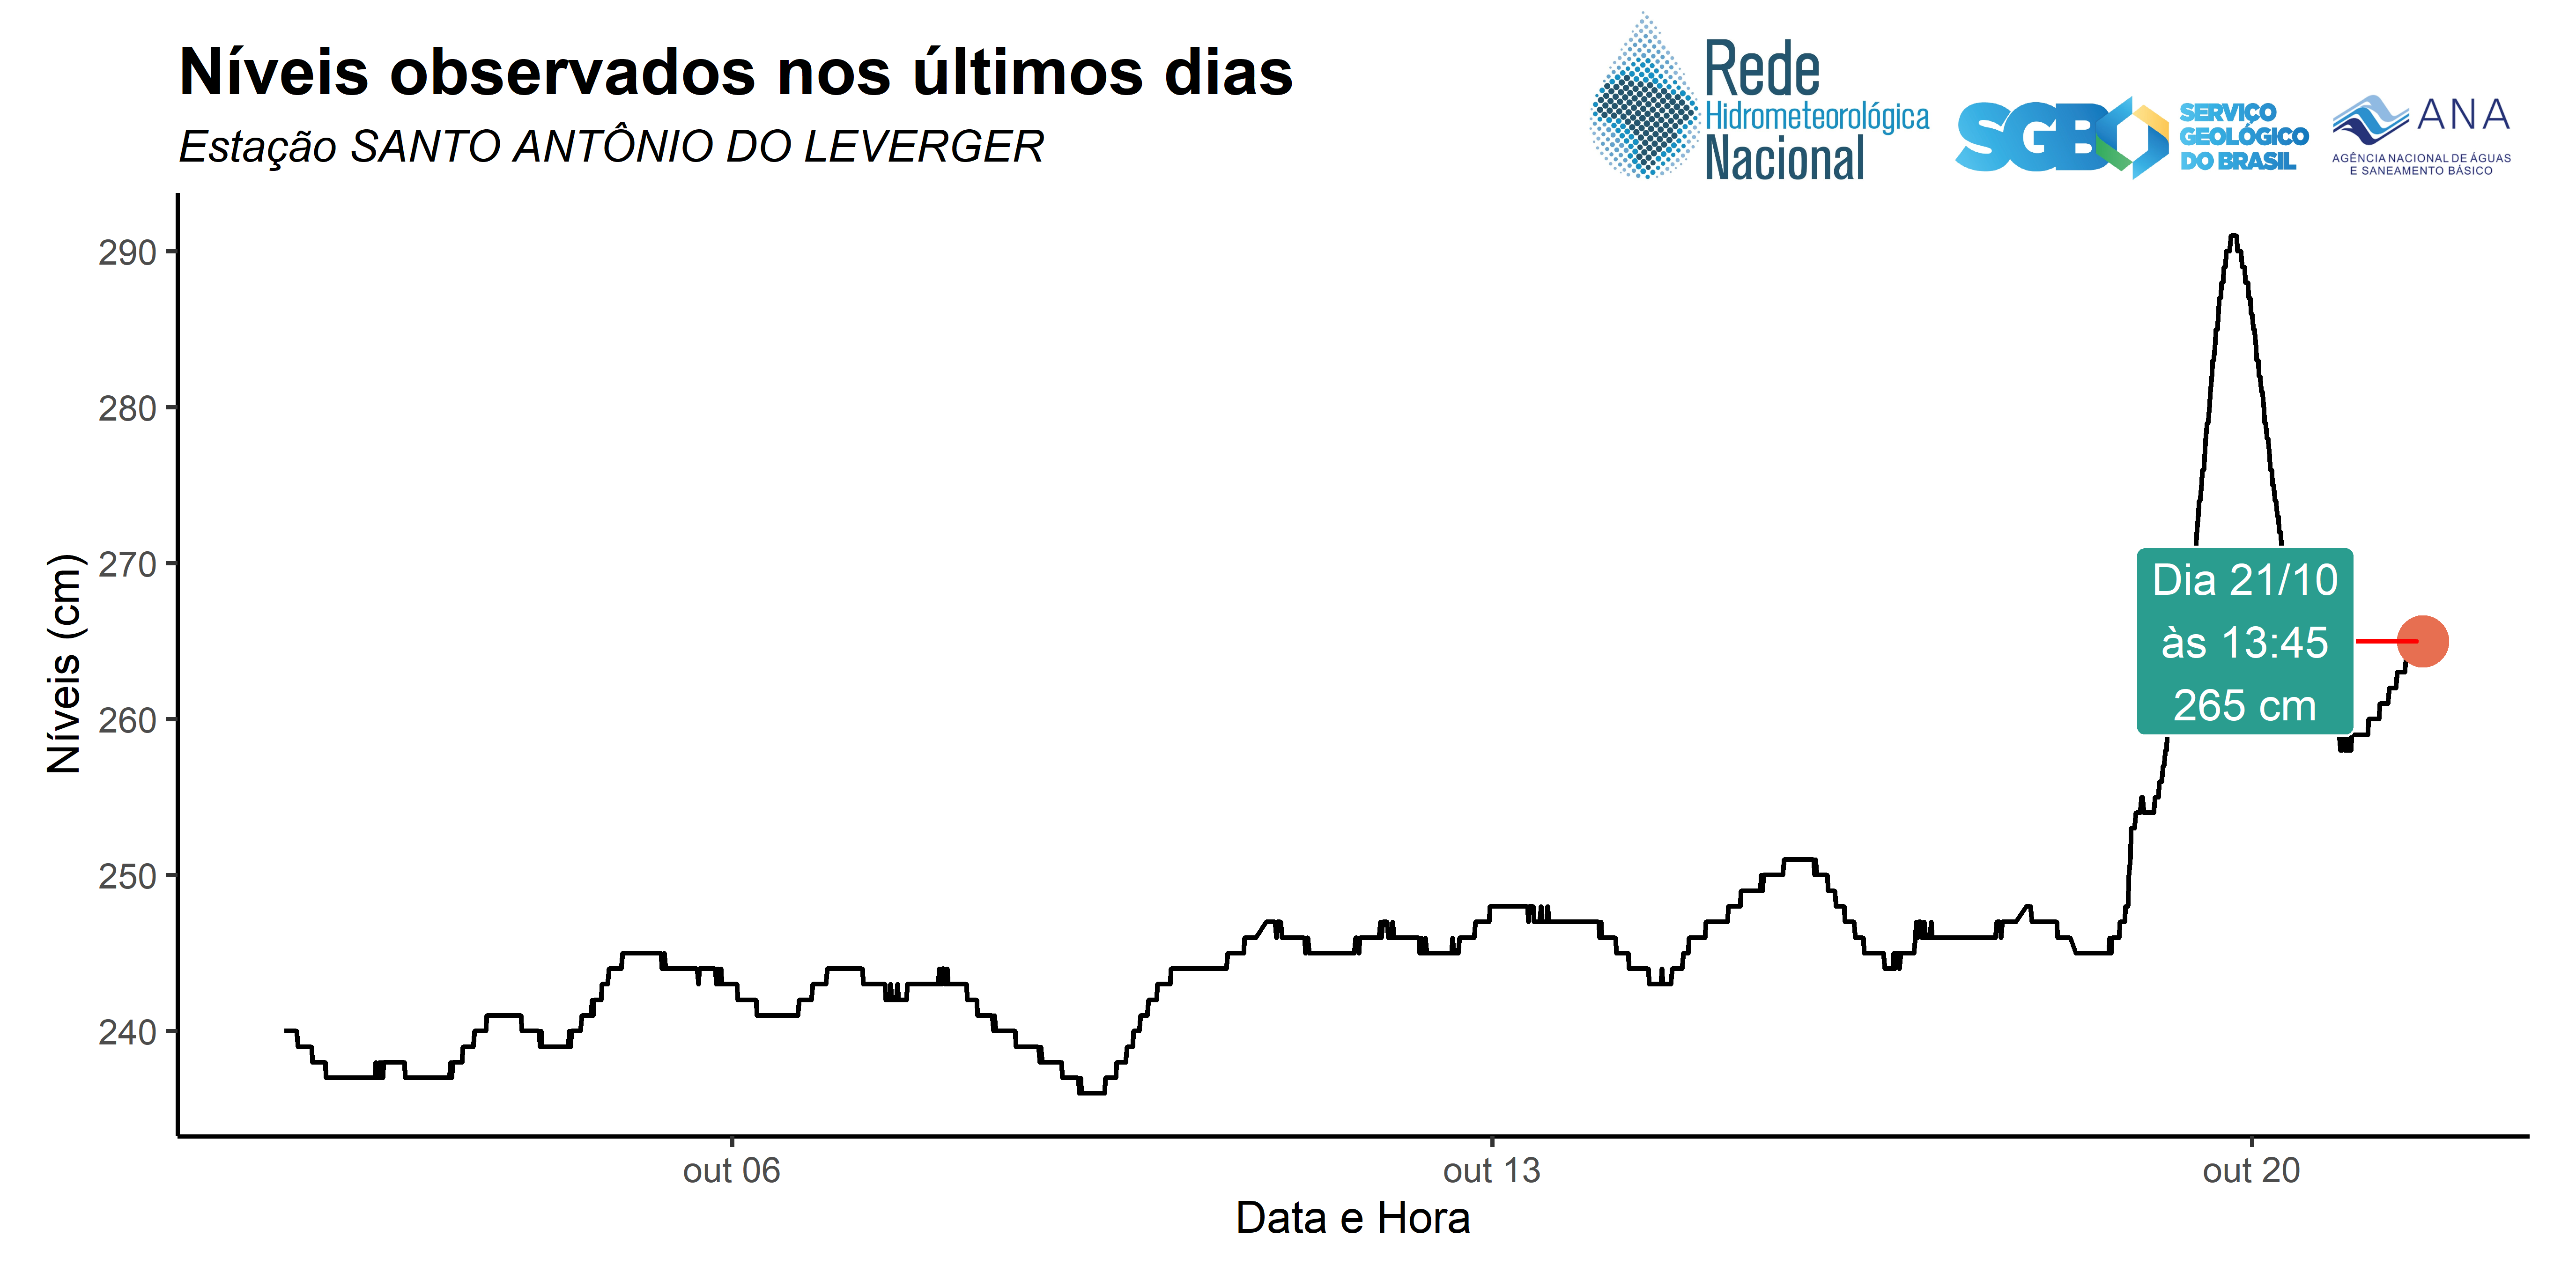 Níveis observados nos últimos dias
Estação SANTO ANTÔNIO DO LEVERGER
Rede
Hidrometeorológica
Nacional
SGB
SERVIÇO
GEOLÓGICO
DO BRASIL
ANA
AGÊNCIA NACIONAL DE ÁGUAS
E SANEAMENTO BÁSICO
Níveis (cm)
290
280
270
260
250
240
Dia 21/10
às 13:45
265 cm
out 06
out 13
out 20
Data e Hora